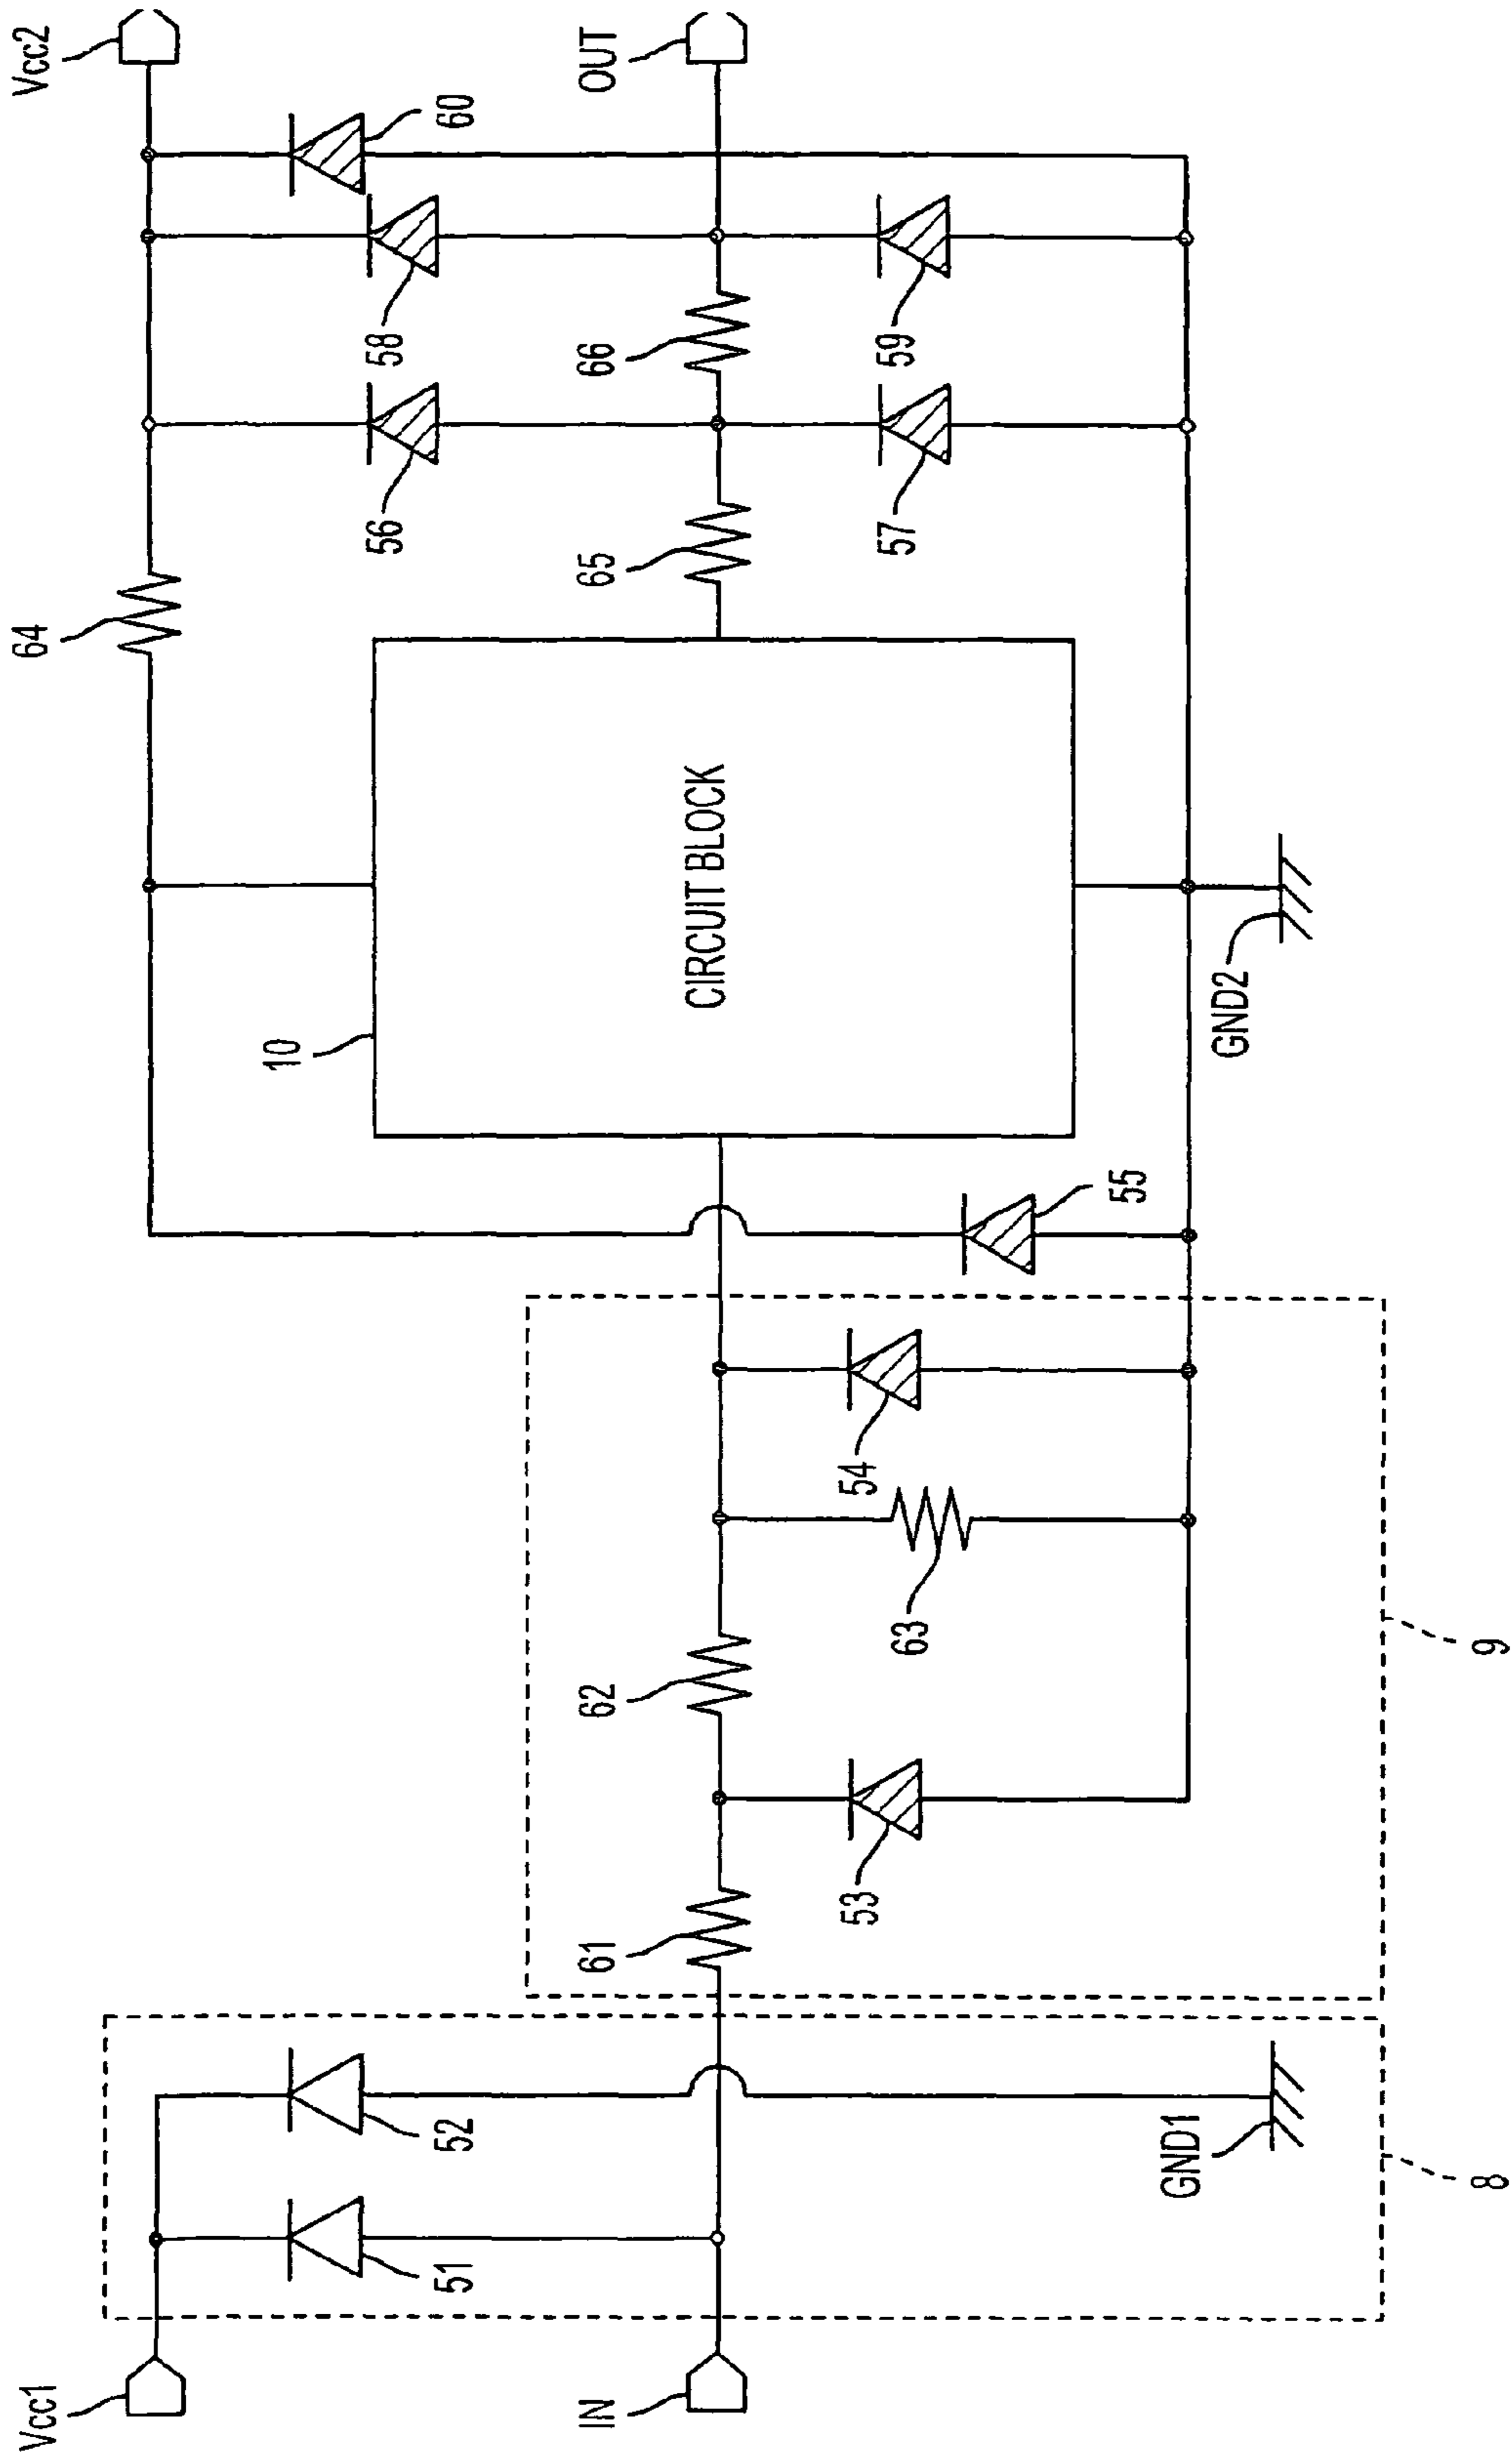 Vcc1
IN
51
52
GND1
8
61
53
62
63
54
9
55
10
CIRCUIT BLOCK
GND2
64
65
56
57
66
58
59
60
Vcc2
OUT